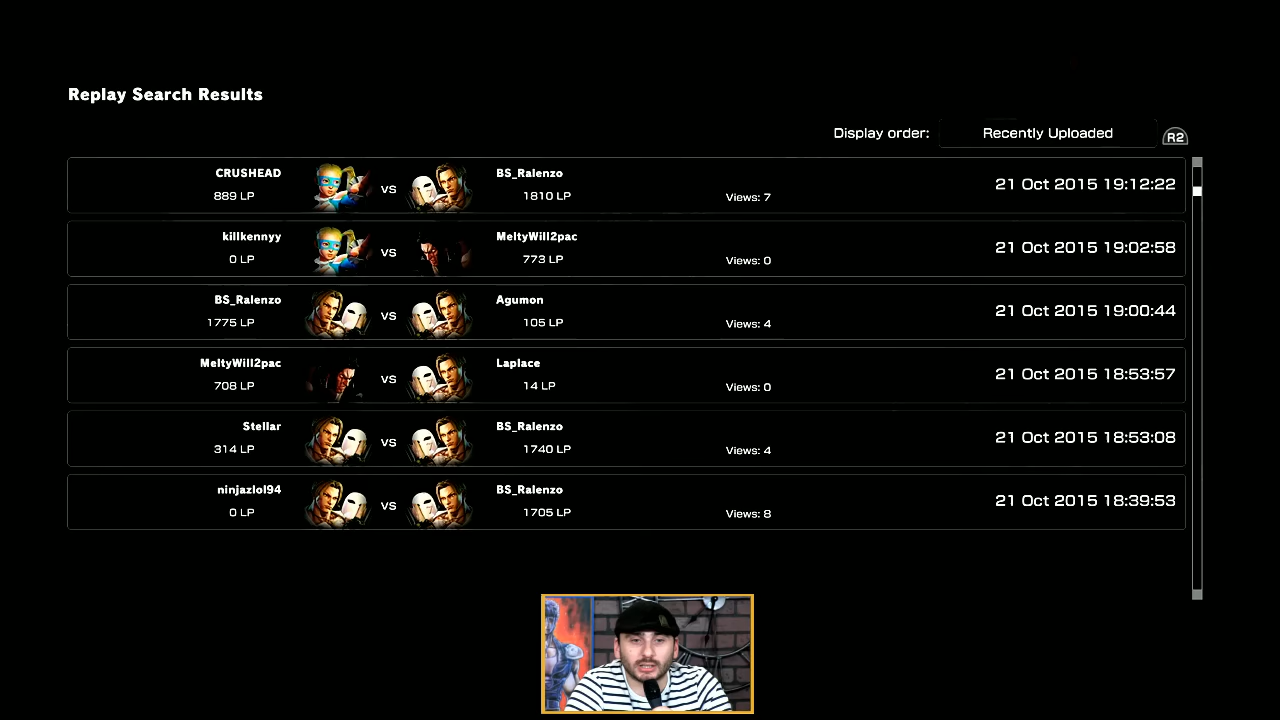 Replay Search Results
Display order: Recently Uploaded R2
CRUSHEAD VS BS_Ralenzo 21 Oct 2015 19:12:22
889 LP 1810 LP Views: 7
killkennyy VS MeltyWill2pac 21 Oct 2015 19:02:58
0 LP 773 LP Views: 0
BS_Ralenzo VS Agumon 21 Oct 2015 19:00:44
1775 LP 105 LP Views: 4
MeltyWill2pac VS Laplace 21 Oct 2015 18:53:57
708 LP 14 LP Views: 0
Stellar VS BS_Ralenzo 21 Oct 2015 18:53:08
314 LP 1740 LP Views: 4
ninjazlol94 VS BS_Ralenzo 21 Oct 2015 18:39:53
0 LP 1705 LP Views: 8